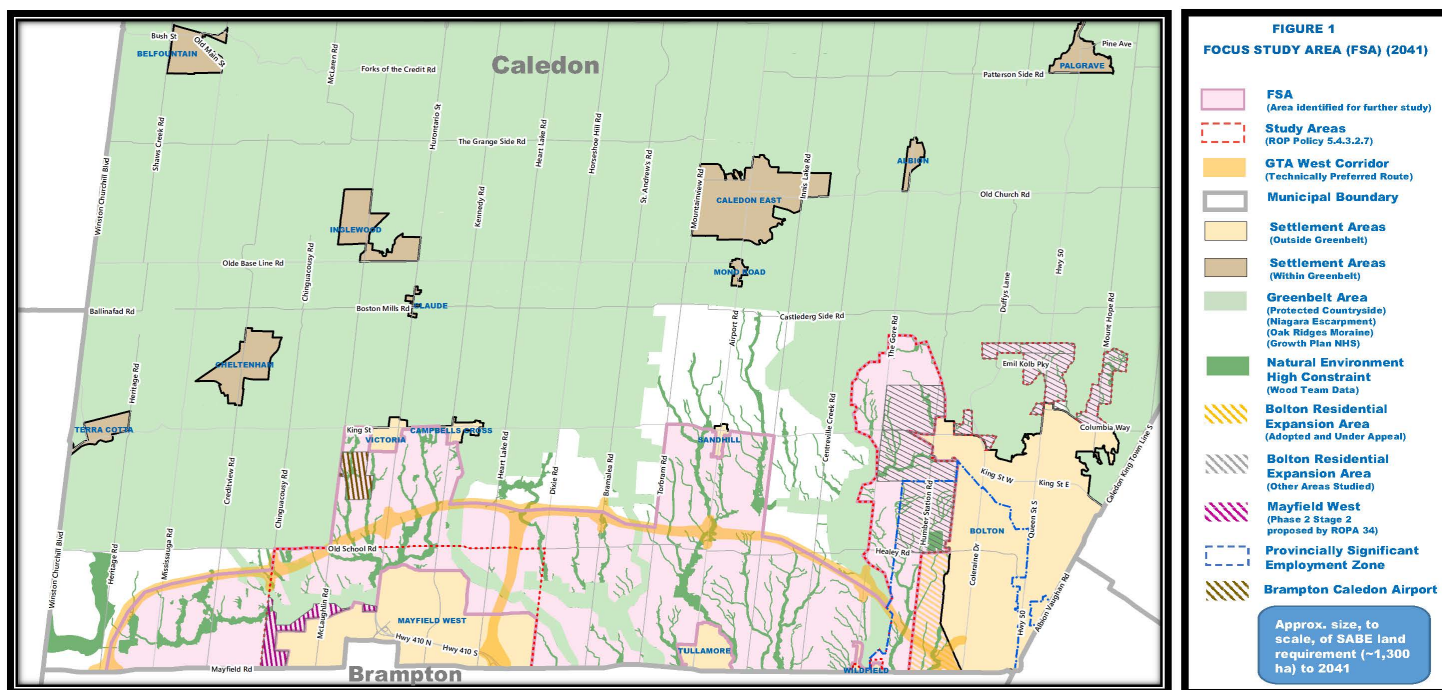 Bush St
Old Main St
BELFOUNTAIN
McLaren Rd
Forks of the Credit Rd
Caledon
Pine Ave
PALGRAVE
Patterson Side Rd
Winston Churchill Blvd
Shaws Creek Rd
Hurontario St
The Grange Side Rd
Heart Lake Rd
Horseshoe Hill Rd
St. Andrew's Rd
Mountainview Rd
Innis Lake Rd
ALBION
Old Church Rd
CALEDON EAST
Kennedy Rd
INGLEWOOD
Chinguacousy Rd
Olde Base Line Rd
MONO ROAD
Duffys Lane
Hwy 50
Ballinafad Rd
Boston Mills Rd
CLAUDE
Airport Rd
Castlederg Side Rd
The Gore Rd
Mount Hope Rd
CHELTENHAM
Heritage Rd
Emil Kolb Pky
TERRA COTTA
King St
VICTORIA
CAMPBELLS CROSS
SANDHILL
Centreville Creek Rd
Columbia Way
Creditview Rd
Chinguacousy Rd
Heart Lake Rd
Dixie Rd
Bramalea Rd
Torbram Rd
King St W
King St E
Caledon King Town Line S
Humber Station Rd
BOLTON
Queen St S
Winston Churchill Blvd
Heritage Rd
Mississauga Rd
Old School Rd
Healey Rd
Coleraine Dr
McLaughlin Rd
MAYFIELD WEST
Hwy 410 N
Hwy 410 S
TULLAMORE
Hwy 50
Albion Vaughan Rd
Mayfield Rd
Brampton
WILDFIELD
FIGURE 1
FOCUS STUDY AREA (FSA) (2041)
FSA
(Area identified for further study)
Study Areas
(ROP Policy 5.4.3.2.7)
GTA West Corridor
(Technically Preferred Route)
Municipal Boundary
Settlement Areas
(Outside Greenbelt)
Settlement Areas
(Within Greenbelt)
Greenbelt Area
(Protected Countryside)
(Niagara Escarpment)
(Oak Ridges Moraine)
(Growth Plan NHS)
Natural Environment
High Constraint
(Wood Team Data)
Bolton Residential
Expansion Area
(Adopted and Under Appeal)
Bolton Residential
Expansion Area
(Other Areas Studied)
Mayfield West
(Phase 2 Stage 2
proposed by ROPA 34)
Provincially Significant
Employment Zone
Brampton Caledon Airport
Approx. size, to
scale, of SABE land
requirement (~1,300
ha) to 2041